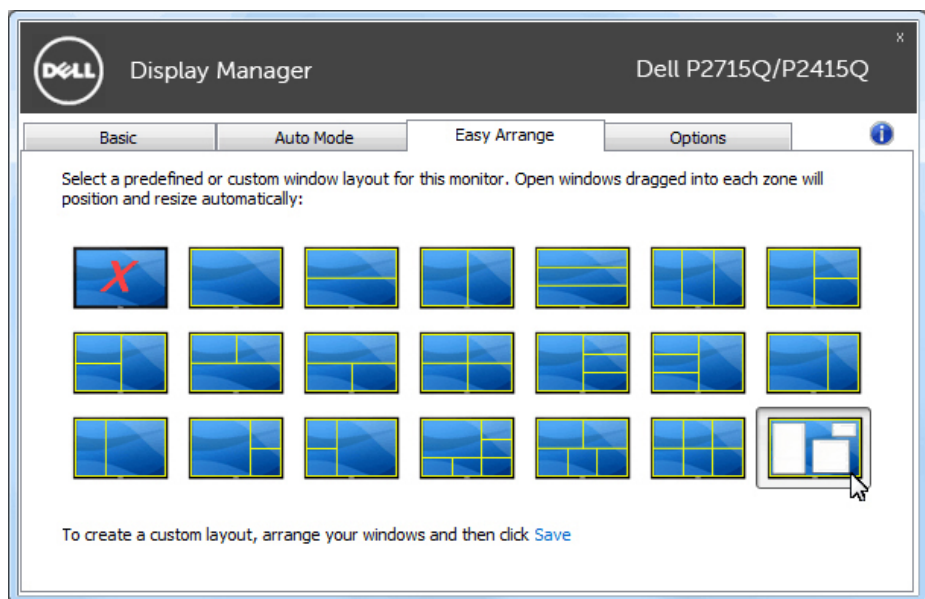 x
DELL
Display Manager
Dell P2715Q/P2415Q
Basic
Auto Mode
Easy Arrange
Options
i
Select a predefined or custom window layout for this monitor. Open windows dragged into each zone will
position and resize automatically:
X
To create a custom layout, arrange your windows and then click Save